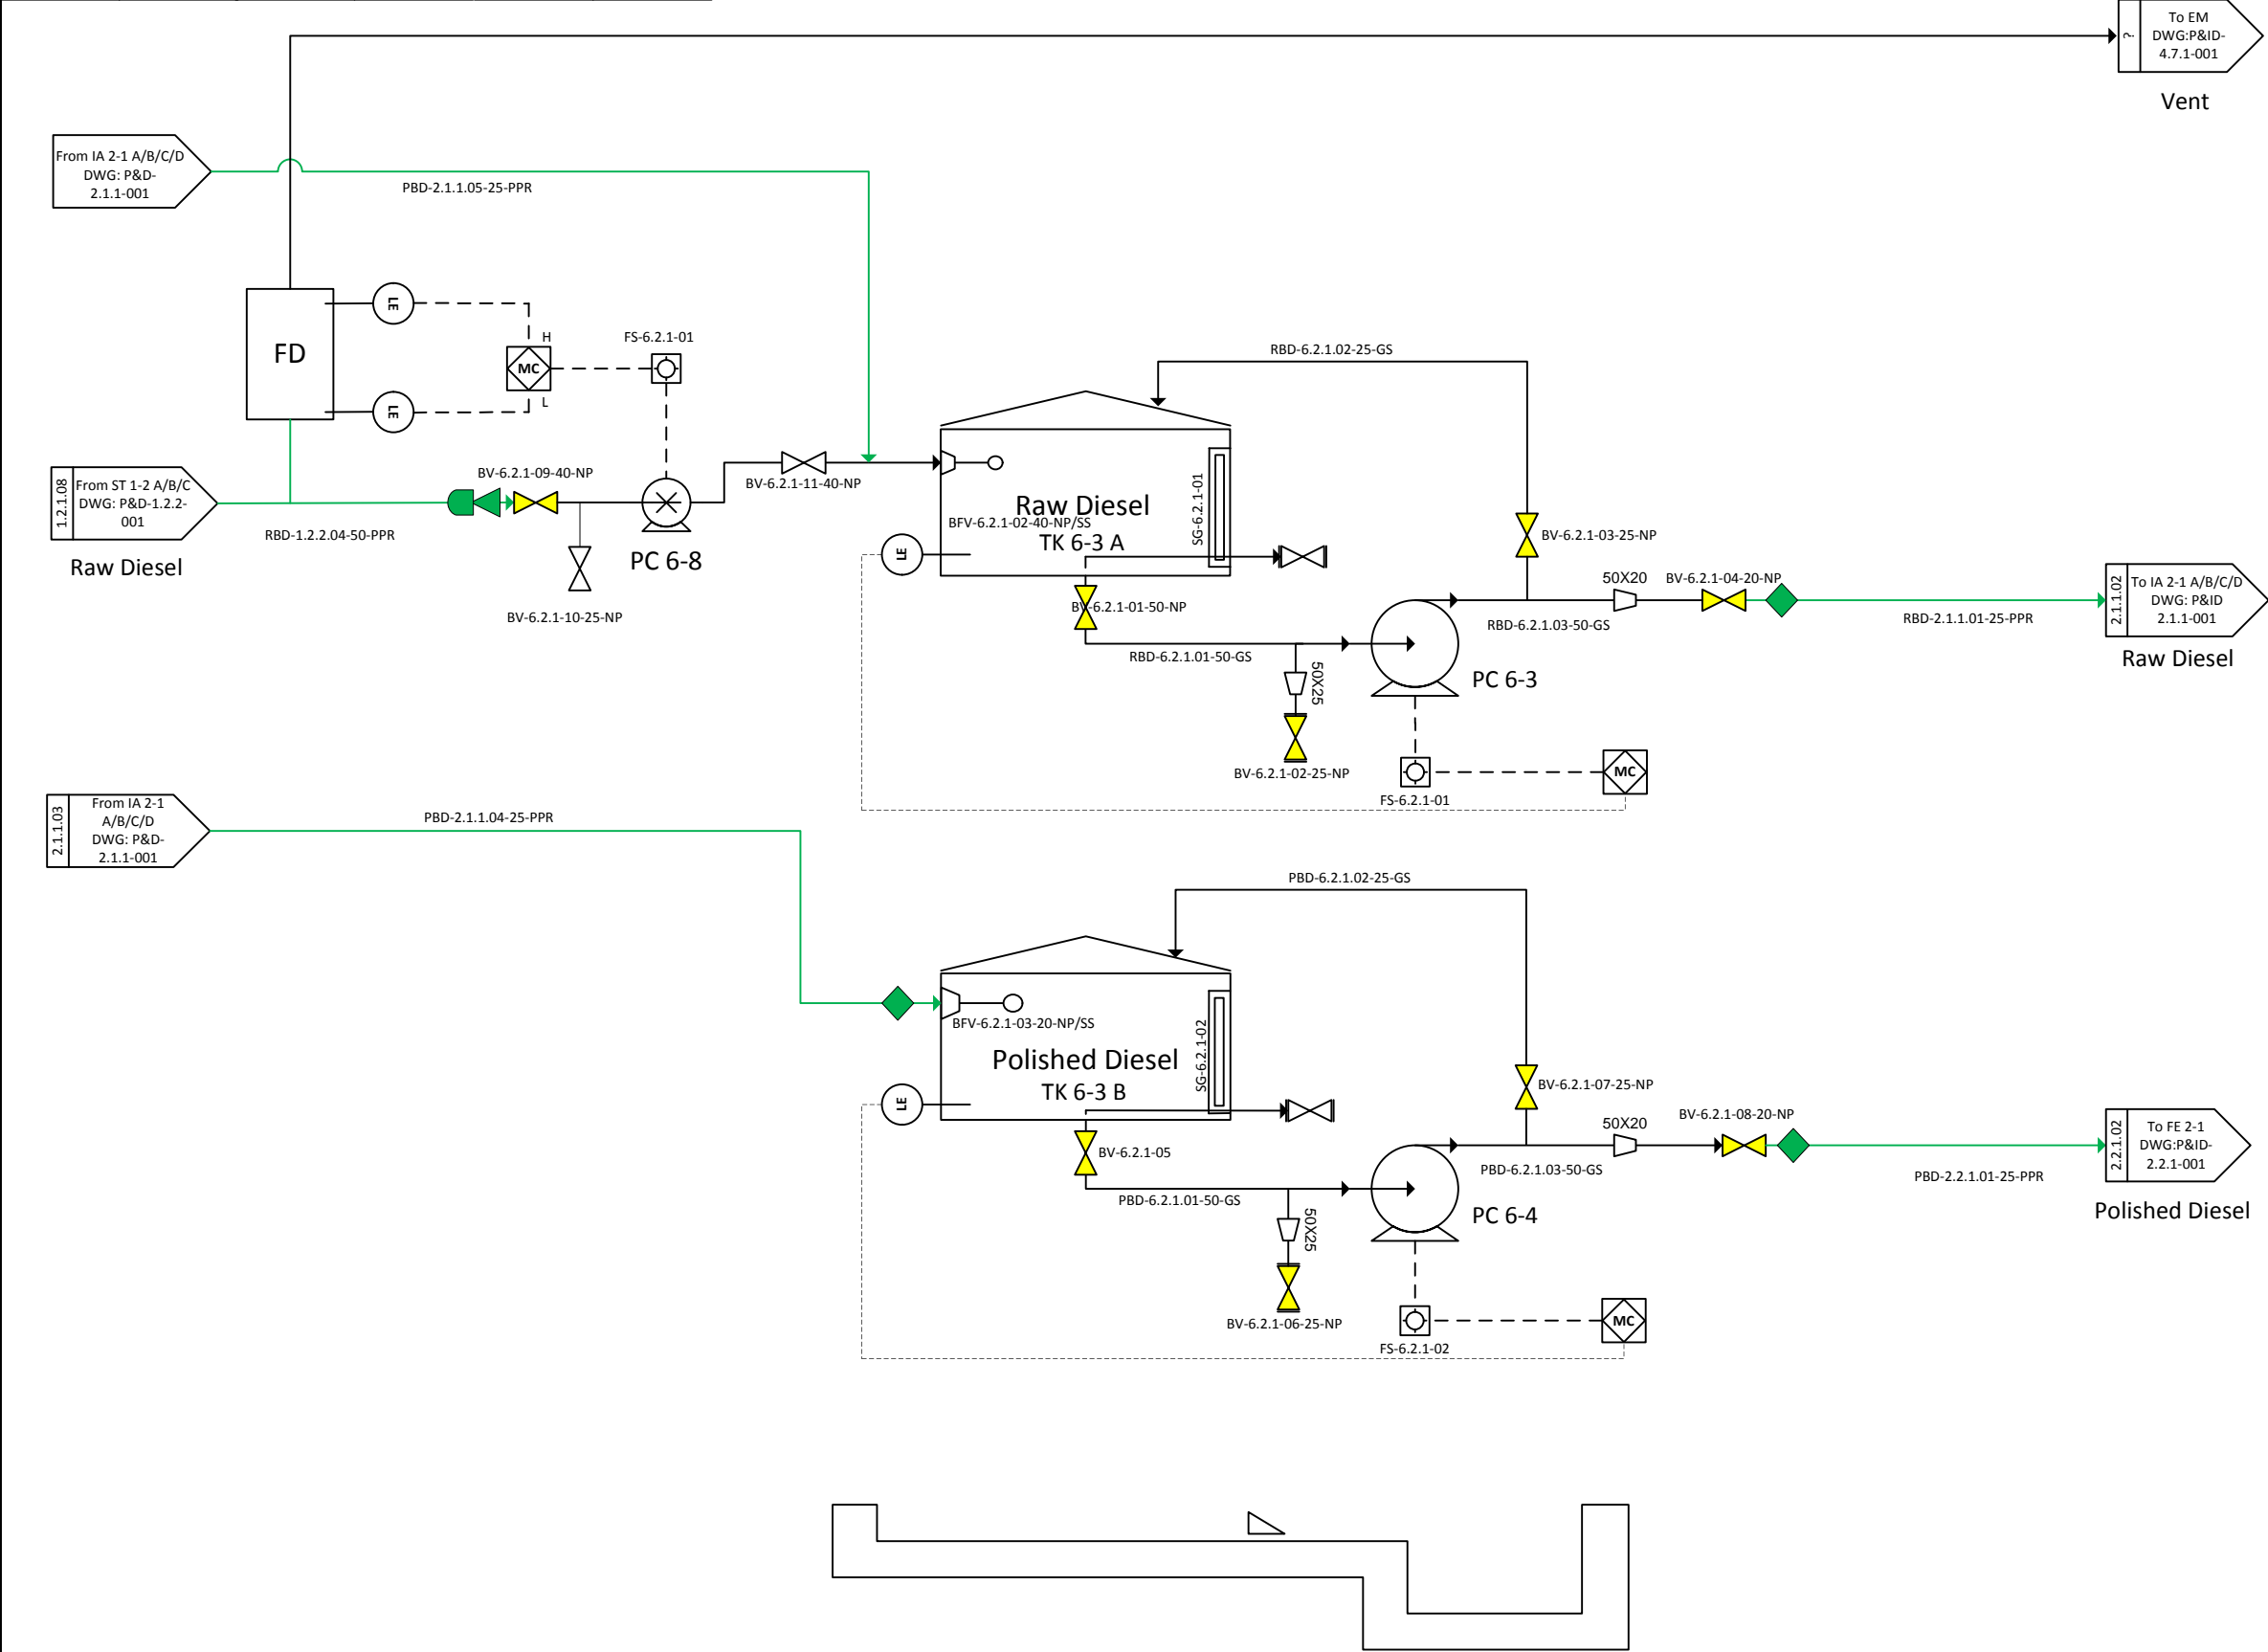 ?
To EM
DWG:P&ID-
4.7.1-001
Vent
From IA 2-1 A/B/C/D
DWG: P&D-
2.1.1-001
PBD-2.1.1.05-25-PPR
FD
LE
LE
H
MC
L
FS-6.2.1-01
1.2.1.08
From ST 1-2 A/B/C
DWG: P&D-1.2.2-
001
Raw Diesel
RBD-1.2.2.04-50-PPR
BV-6.2.1-09-40-NP
BV-6.2.1-10-25-NP
PC 6-8
BV-6.2.1-11-40-NP
RBD-6.2.1.02-25-GS
Raw Diesel
BFV-6.2.1-02-40-NP/SS
TK 6-3 A
SG-6.2.1-01
LE
BV-6.2.1-01-50-NP
RBD-6.2.1.01-50-GS
50X25
BV-6.2.1-02-25-NP
PC 6-3
BV-6.2.1-03-25-NP
50X20
BV-6.2.1-04-20-NP
RBD-6.2.1.03-50-GS
RBD-2.1.1.01-25-PPR
2.1.1.02
To IA 2-1 A/B/C/D
DWG: P&ID
2.1.1-001
Raw Diesel
FS-6.2.1-01
MC
2.1.1.03
From IA 2-1
A/B/C/D
DWG: P&D-
2.1.1-001
PBD-2.1.1.04-25-PPR
PBD-6.2.1.02-25-GS
BFV-6.2.1-03-20-NP/SS
Polished Diesel
TK 6-3 B
SG-6.2.1-02
LE
BV-6.2.1-05
PBD-6.2.1.01-50-GS
50X25
BV-6.2.1-06-25-NP
PC 6-4
BV-6.2.1-07-25-NP
50X20
BV-6.2.1-08-20-NP
PBD-6.2.1.03-50-GS
PBD-2.2.1.01-25-PPR
2.2.1.02
To FE 2-1
DWG:P&ID-
2.2.1-001
Polished Diesel
FS-6.2.1-02
MC